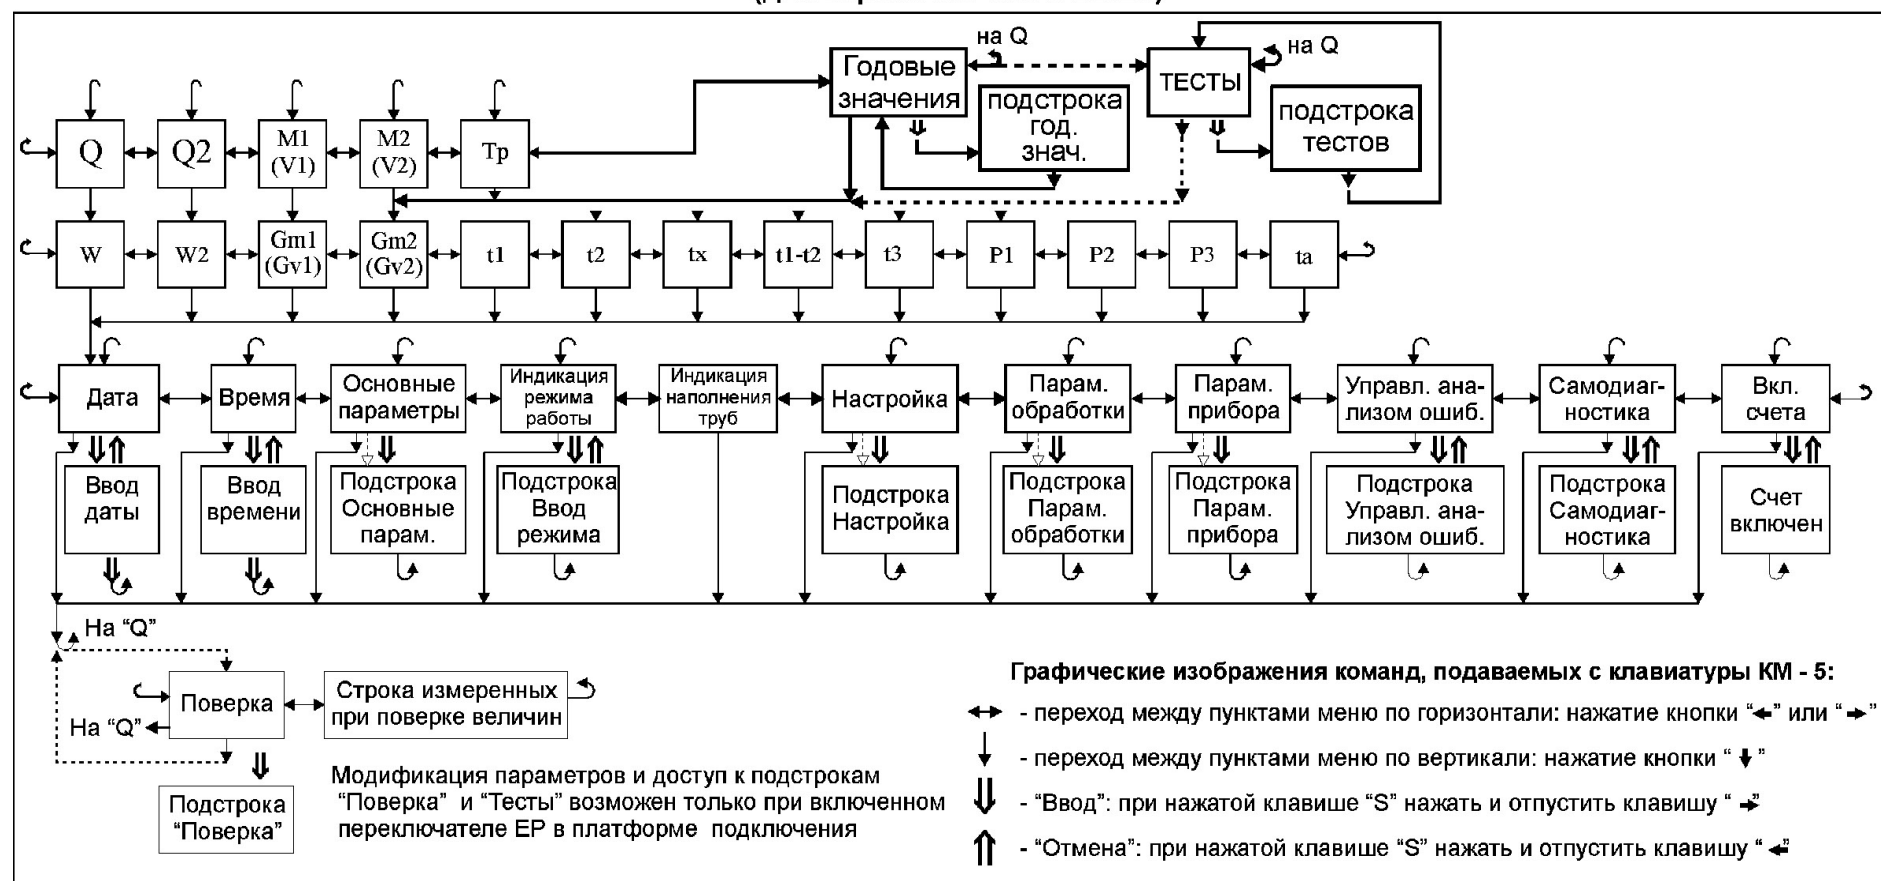 на Q
на Q
Годовые
значения
ТЕСТЫ
подстрока
год.
знач.
подстрока
тестов
Q
Q2
M1
(V1)
M2
(V2)
Tp
W
W2
Gm1
(Gv1)
Gm2
(Gv2)
t1
t2
tx
t1-t2
t3
P1
P2
P3
ta
Дата
Время
Основные
параметры
Индикация
режима
работы
Индикация
наполнения
труб
Настройка
Парам.
обработки
Парам.
прибора
Управл. ана-
лизом ошиб.
Самодиаг-
ностика
Вкл.
счета
Ввод
даты
Ввод
времени
Подстрока
Основные
парам.
Подстрока
Ввод
режима
Подстрока
Настройка
Подстрока
Парам.
обработки
Подстрока
Парам.
прибора
Подстрока
Управл. ана-
лизом ошиб.
Подстрока
Самодиаг-
ностика
Счет
включен
На “Q”
Поверка
Строка измеренных
при поверке величин
На “Q”
Подстрока
“Поверка”
Модификация параметров и доступ к подстрокам
“Поверка” и “Тесты” возможен только при включенном
переключателе ЕР в платформе подключения
Графические изображения команд, подаваемых с клавиатуры КМ - 5:
- переход между пунктами меню по горизонтали: нажатие кнопки “←” или “→”
- переход между пунктами меню по вертикали: нажатие кнопки “ ↓ ”
- “Ввод”: при нажатой клавише “S” нажать и отпустить клавишу “ →”
- “Отмена”: при нажатой клавише “S” нажать и отпустить клавишу “ ←”